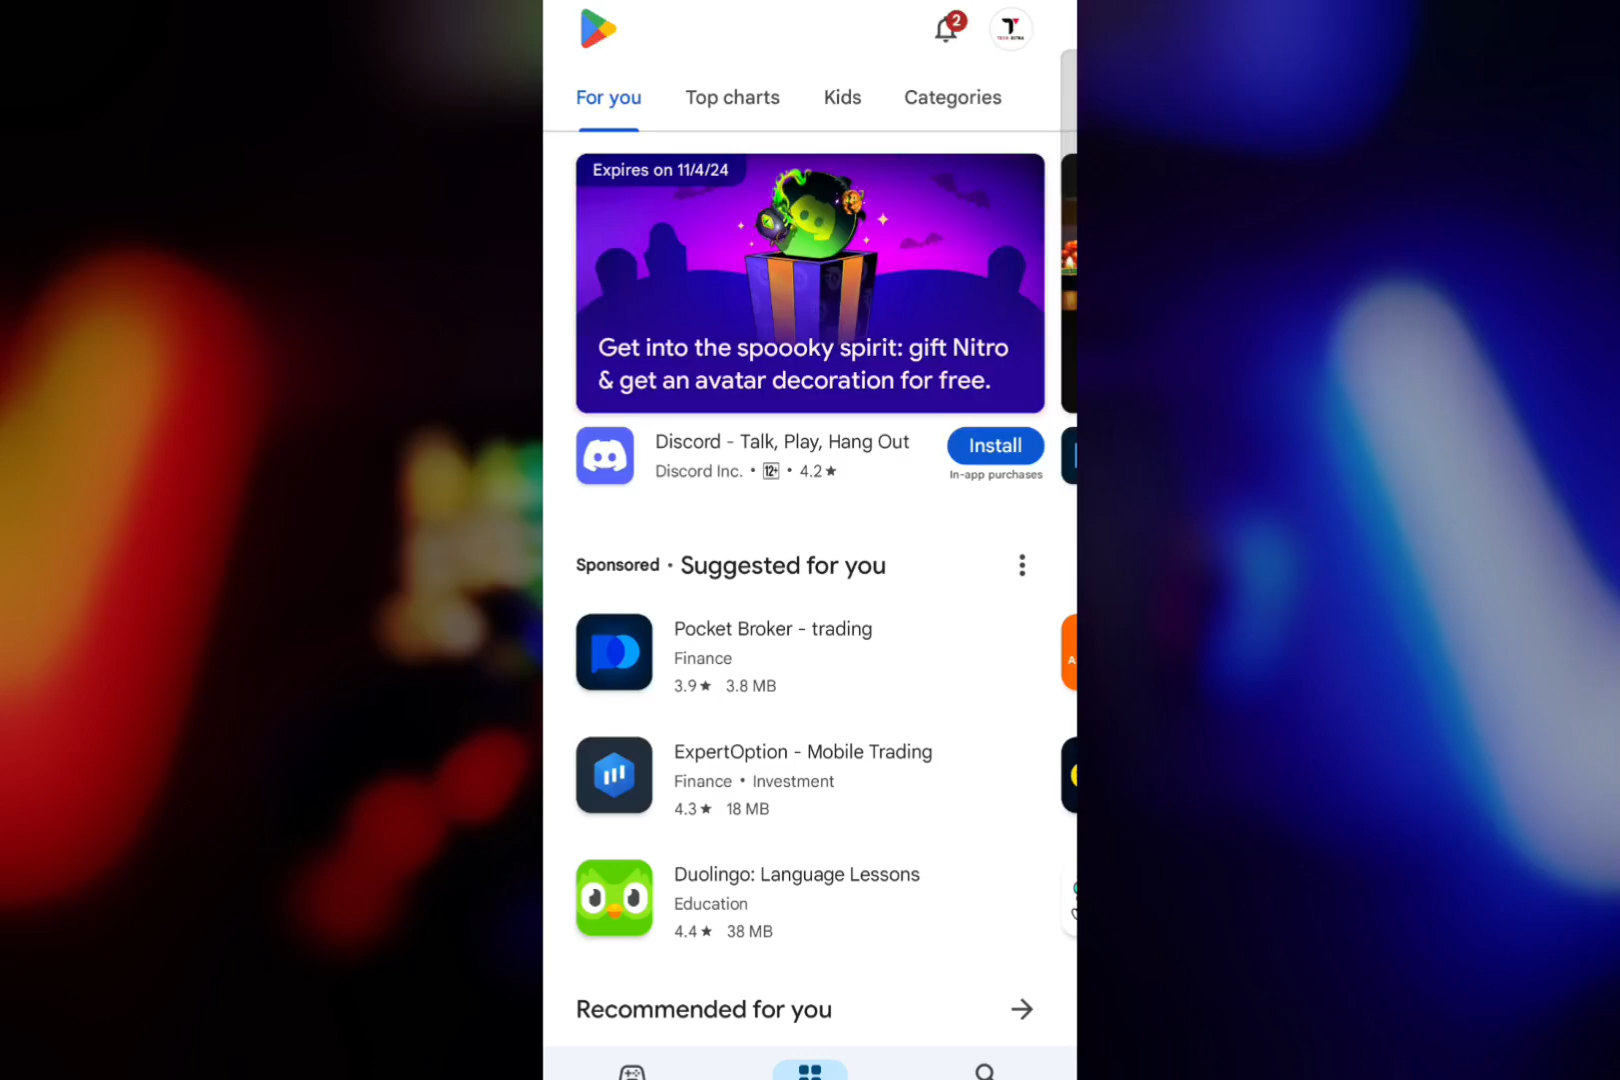 2
TECH ULTRA
For you
Top charts
Kids
Categories
Expires on 11/4/24
Get into the spoooky spirit: gift Nitro
& get an avatar decoration for free.
Discord - Talk, Play, Hang Out
Discord Inc. • 12+ • 4.2★
Install
In-app purchases
Sponsored • Suggested for you
Pocket Broker - trading
Finance
3.9★ 3.8 MB
ExpertOption - Mobile Trading
Finance • Investment
4.3★ 18 MB
Duolingo: Language Lessons
Education
4.4★ 38 MB
Recommended for you